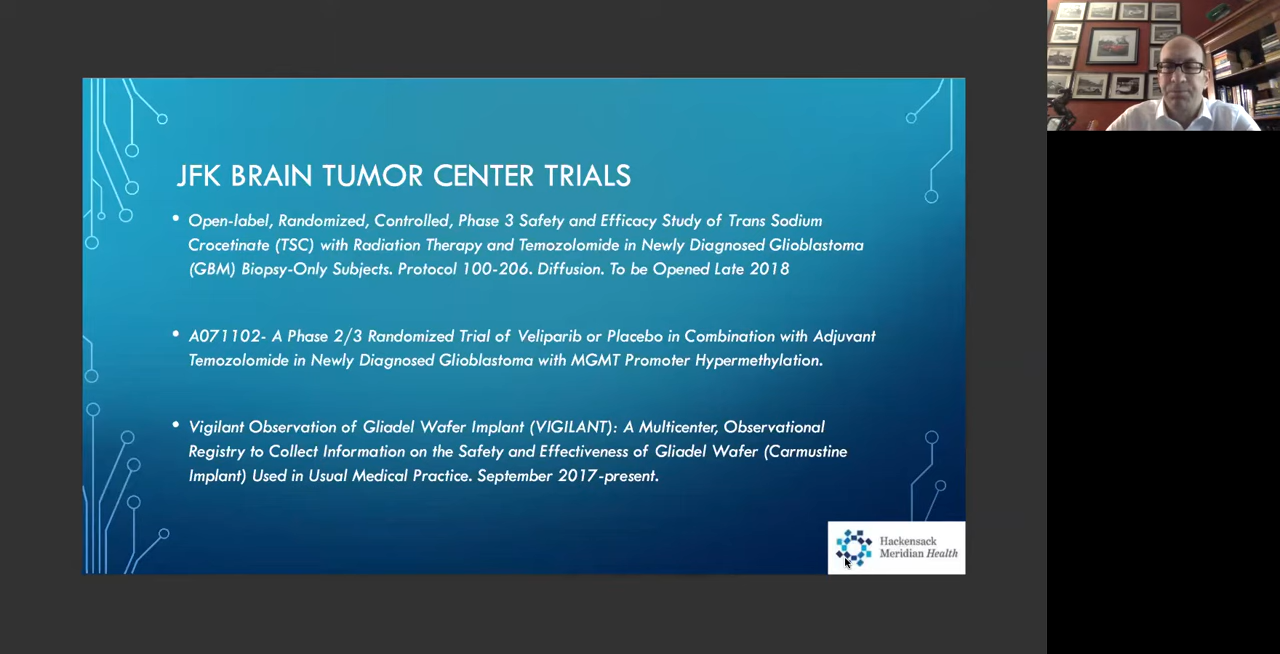 JFK BRAIN TUMOR CENTER TRIALS
• Open-label, Randomized, Controlled, Phase 3 Safety and Efficacy Study of Trans Sodium
Crocetinate (TSC) with Radiation Therapy and Temozolomide in Newly Diagnosed Glioblastoma
(GBM) Biopsy-Only Subjects. Protocol 100-206. Diffusion. To be Opened Late 2018
• A071102- A Phase 2/3 Randomized Trial of Veliparib or Placebo in Combination with Adjuvant
Temozolomide in Newly Diagnosed Glioblastoma with MGMT Promoter Hypermethylation.
• Vigilant Observation of Gliadel Wafer Implant (VIGILANT): A Multicenter, Observational
Registry to Collect Information on the Safety and Effectiveness of Gliadel Wafer (Carmustine
Implant) Used in Usual Medical Practice. September 2017-present.
Hackensack
Meridian Health